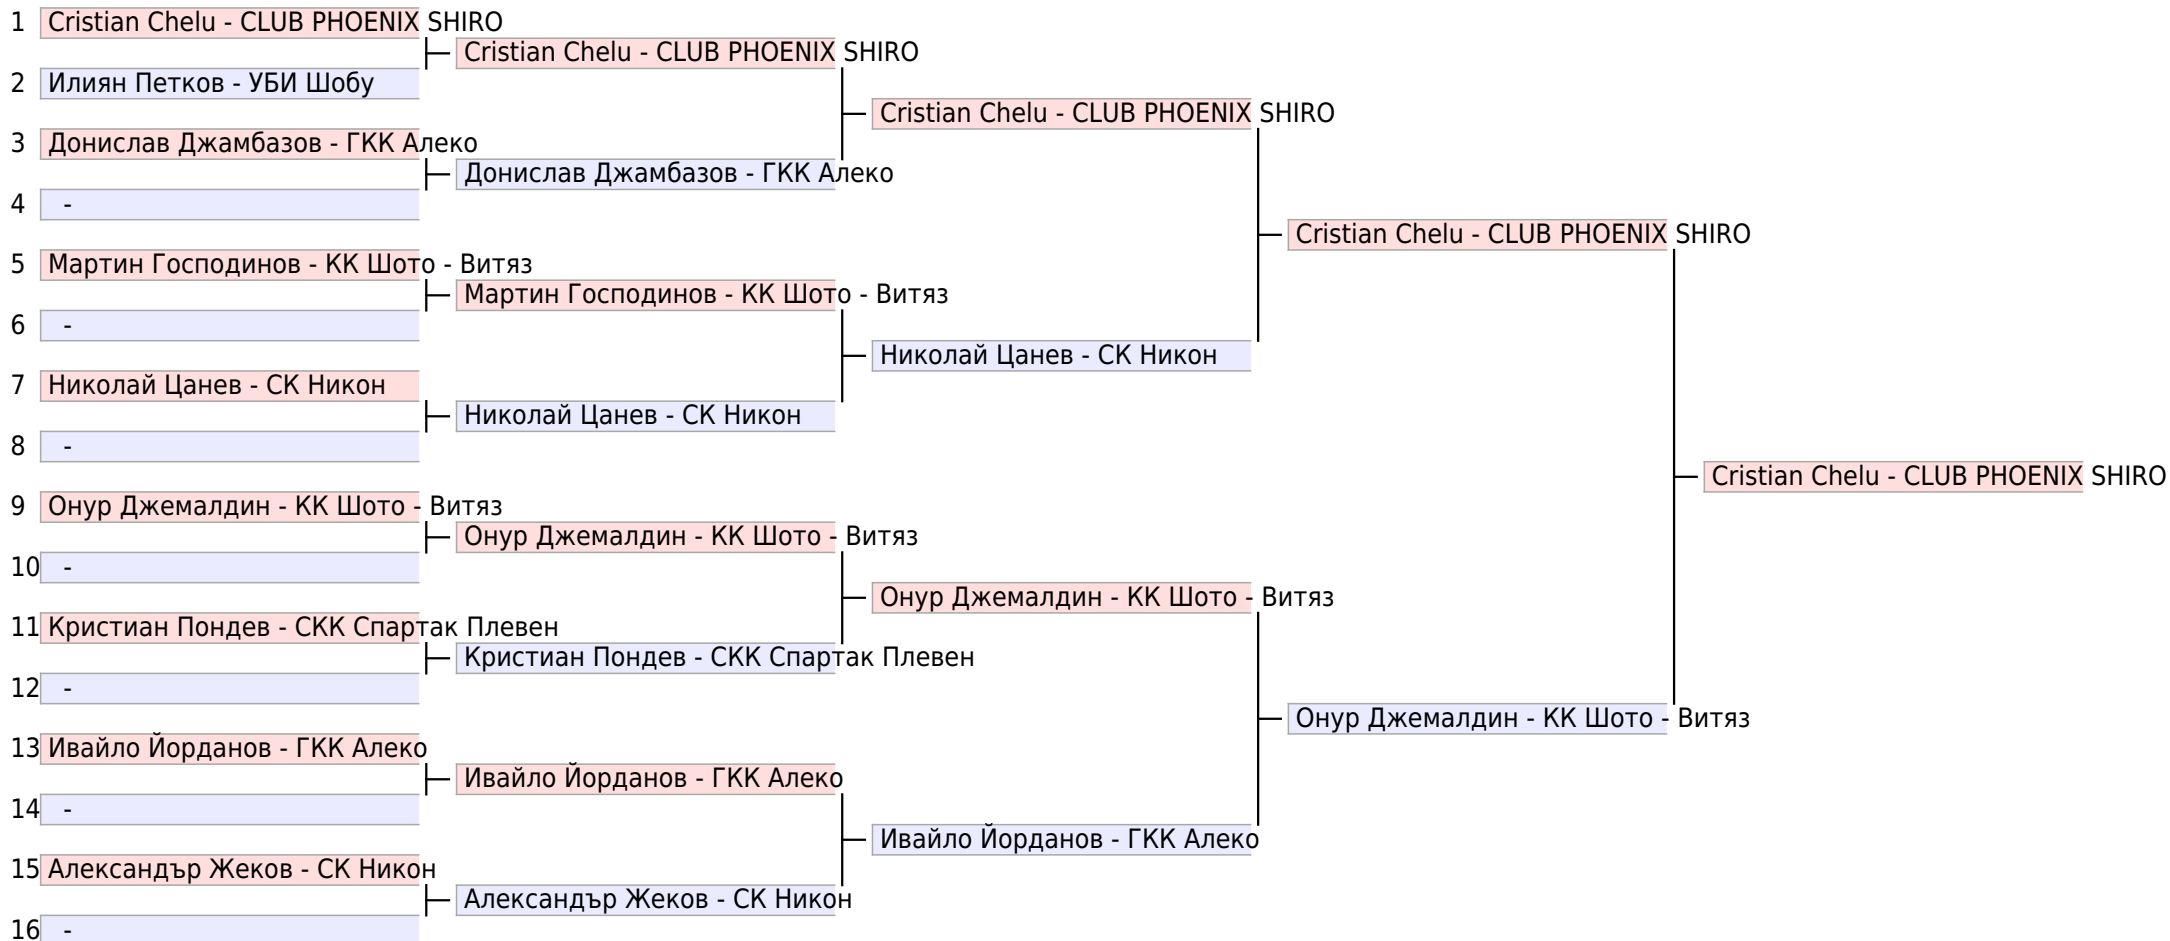 1 Cristian Chelu - CLUB PHOENIX SHIRO
Cristian Chelu - CLUB PHOENIX SHIRO
2 Илиян Петков - УБИ Шобу
Cristian Chelu - CLUB PHOENIX SHIRO
3 Донислав Джамбазов - ГКК Алеко
Донислав Джамбазов - ГКК Алеко
4 -
Cristian Chelu - CLUB PHOENIX SHIRO
5 Мартин Господинов - КК Шото - Витяз
Мартин Господинов - КК Шото - Витяз
6 -
Николай Цанев - СК Никон
7 Николай Цанев - СК Никон
Николай Цанев - СК Никон
8 -
Cristian Chelu - CLUB PHOENIX SHIRO
9 Онур Джемалдин - КК Шото - Витяз
Онур Джемалдин - КК Шото - Витяз
10 -
Онур Джемалдин - КК Шото - Витяз
11 Кристиан Пондев - СКК Спартак Плевен
Кристиан Пондев - СКК Спартак Плевен
12 -
Онур Джемалдин - КК Шото - Витяз
13 Ивайло Йорданов - ГКК Алеко
Ивайло Йорданов - ГКК Алеко
14 -
Ивайло Йорданов - ГКК Алеко
15 Александър Жеков - СК Никон
Александър Жеков - СК Никон
16 -